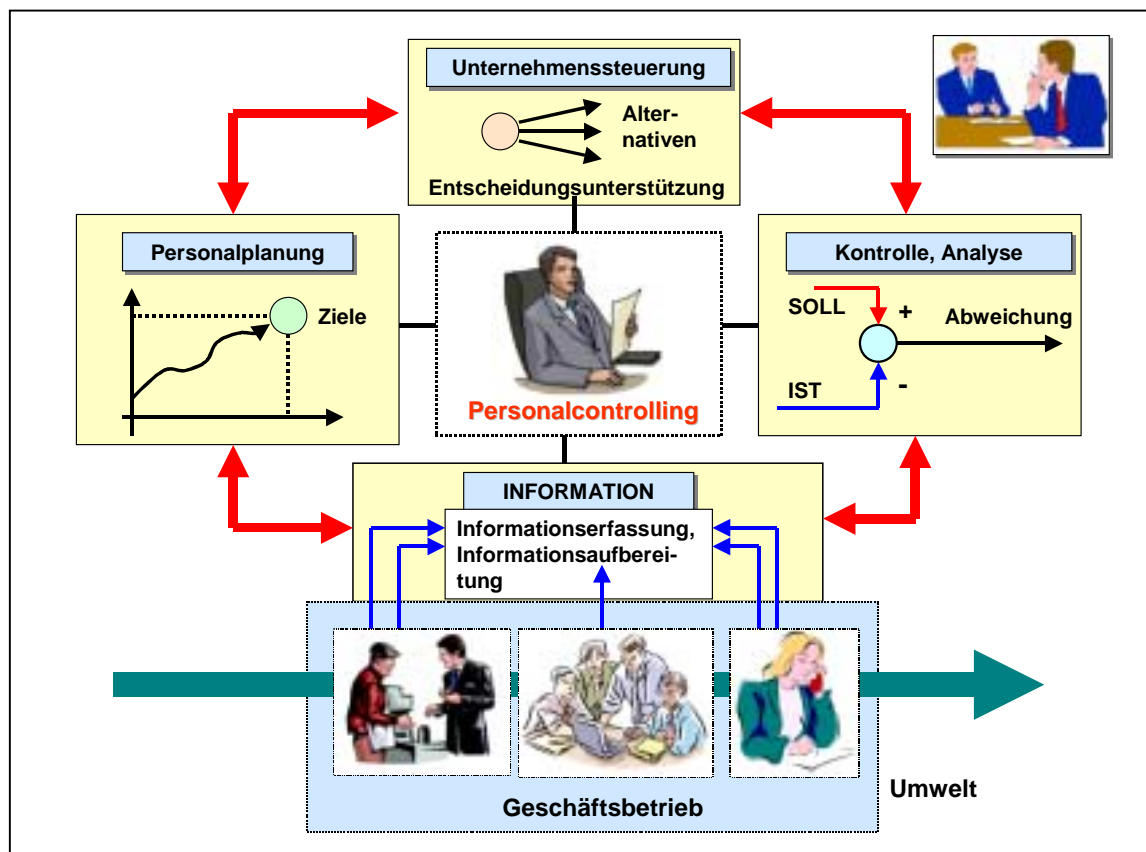 Unternehmenssteuerung
Alter-
nativen
Entscheidungsunterstützung
Personalplanung
Ziele
Personalcontrolling
Kontrolle, Analyse
SOLL
+
Abweichung
IST
-
INFORMATION
Informationserfassung,
Informationsaufberei-
tung
Geschäftsbetrieb
Umwelt